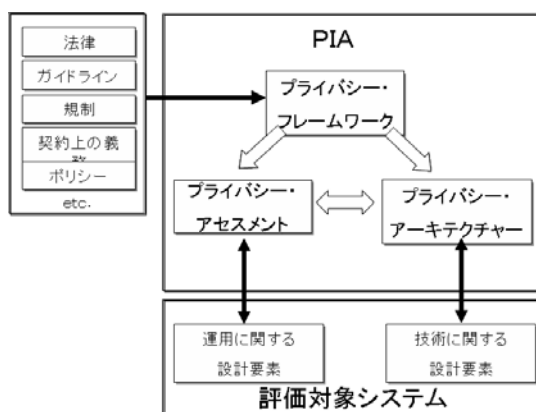 法律
ガイドライン
規制
契約上の義
務
ポリシー
etc.
PIA
プライバシー・
フレームワーク
プライバシー・
アセスメント
プライバシー・
アーキテクチャー
運用に関する
設計要素
技術に関する
設計要素
評価対象システム